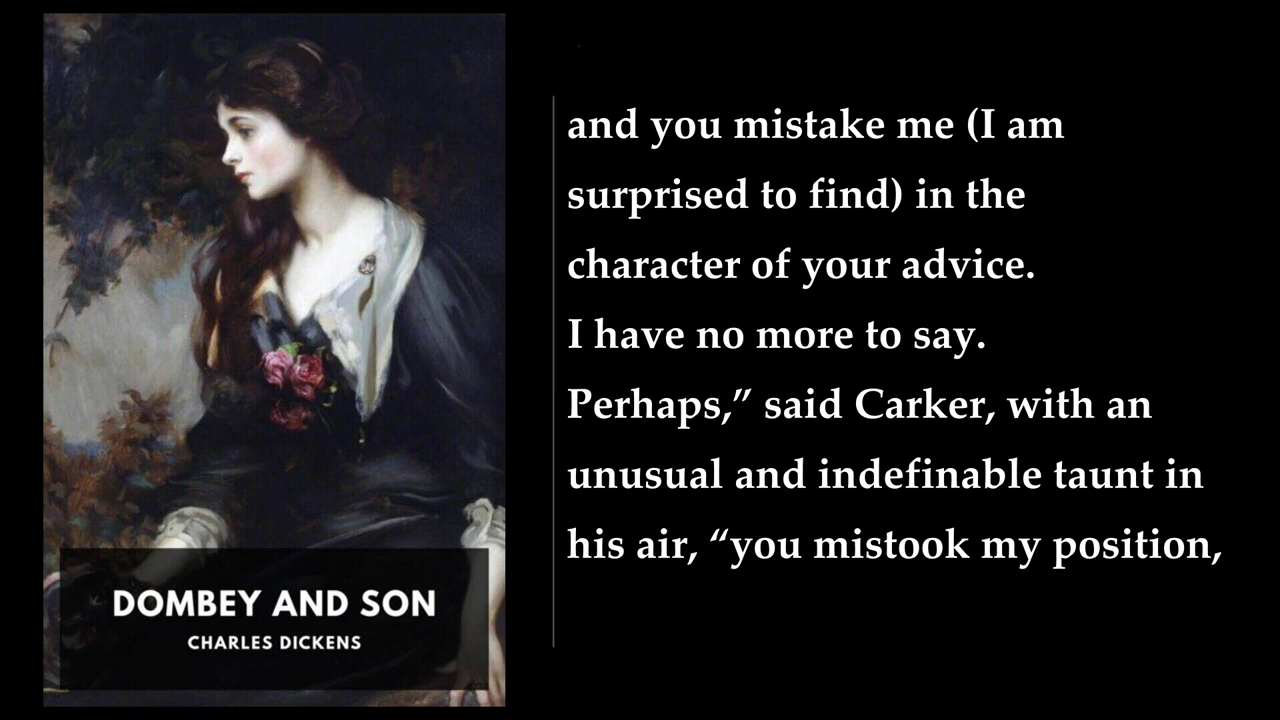 DOMBEY AND SON
CHARLES DICKENS
and you mistake me (I am
surprised to find) in the
character of your advice.
I have no more to say.
Perhaps,” said Carker, with an
unusual and indefinable taunt in
his air, “you mistook my position,